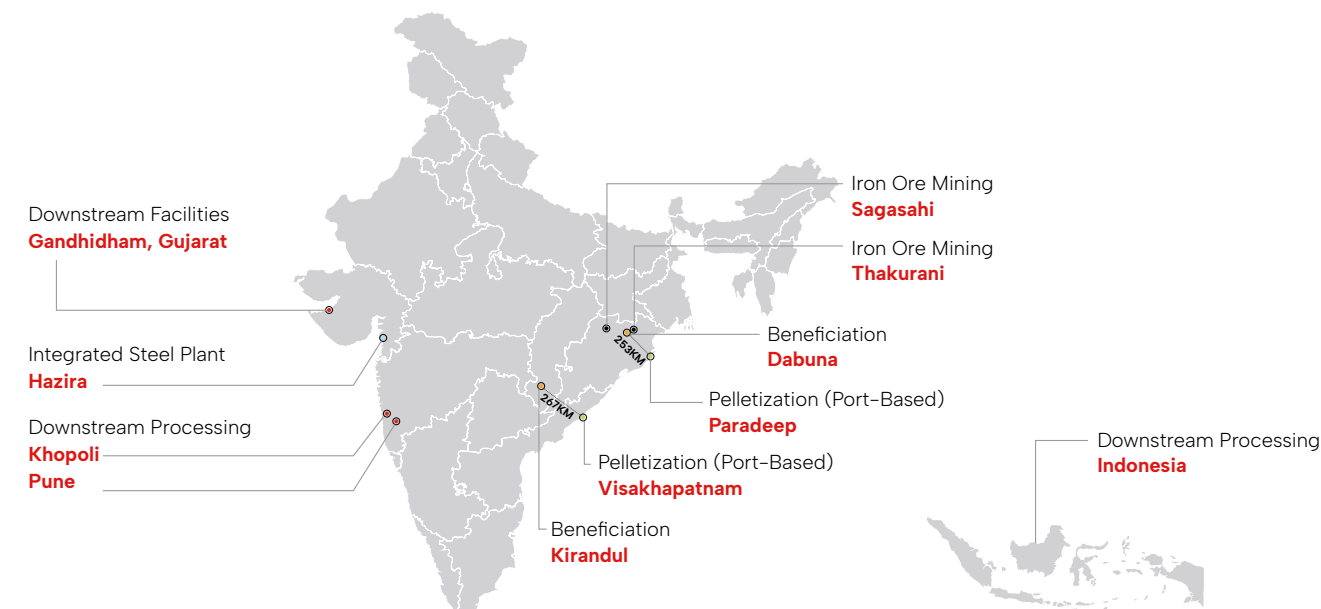 Iron Ore Mining
Sagasahi
Downstream Facilities
Gandhidham, Gujarat
Iron Ore Mining
Thakurani
Beneficiation
Dabuna
253KM
Integrated Steel Plant
Hazira
Pelletization (Port-Based)
Paradeep
267KM
Downstream Processing
Khopoli
Pune
Downstream Processing
Indonesia
Pelletization (Port-Based)
Visakhapatnam
Beneficiation
Kirandul